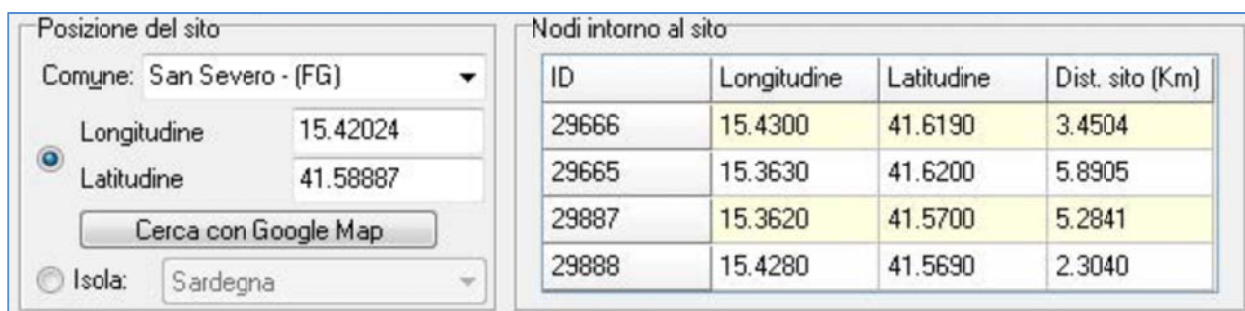 Posizione del sito
Comune: San Severo - (FG)
Longitudine 15.42024
Latitudine 41.58887
Cerca con Google Map
Isola: Sardegna
Nodi intorno al sito
ID Longitudine Latitudine Dist. sito (Km)
29666 15.4300 41.6190 3.4504
29665 15.3630 41.6200 5.8905
29887 15.3620 41.5700 5.2841
29888 15.4280 41.5690 2.3040